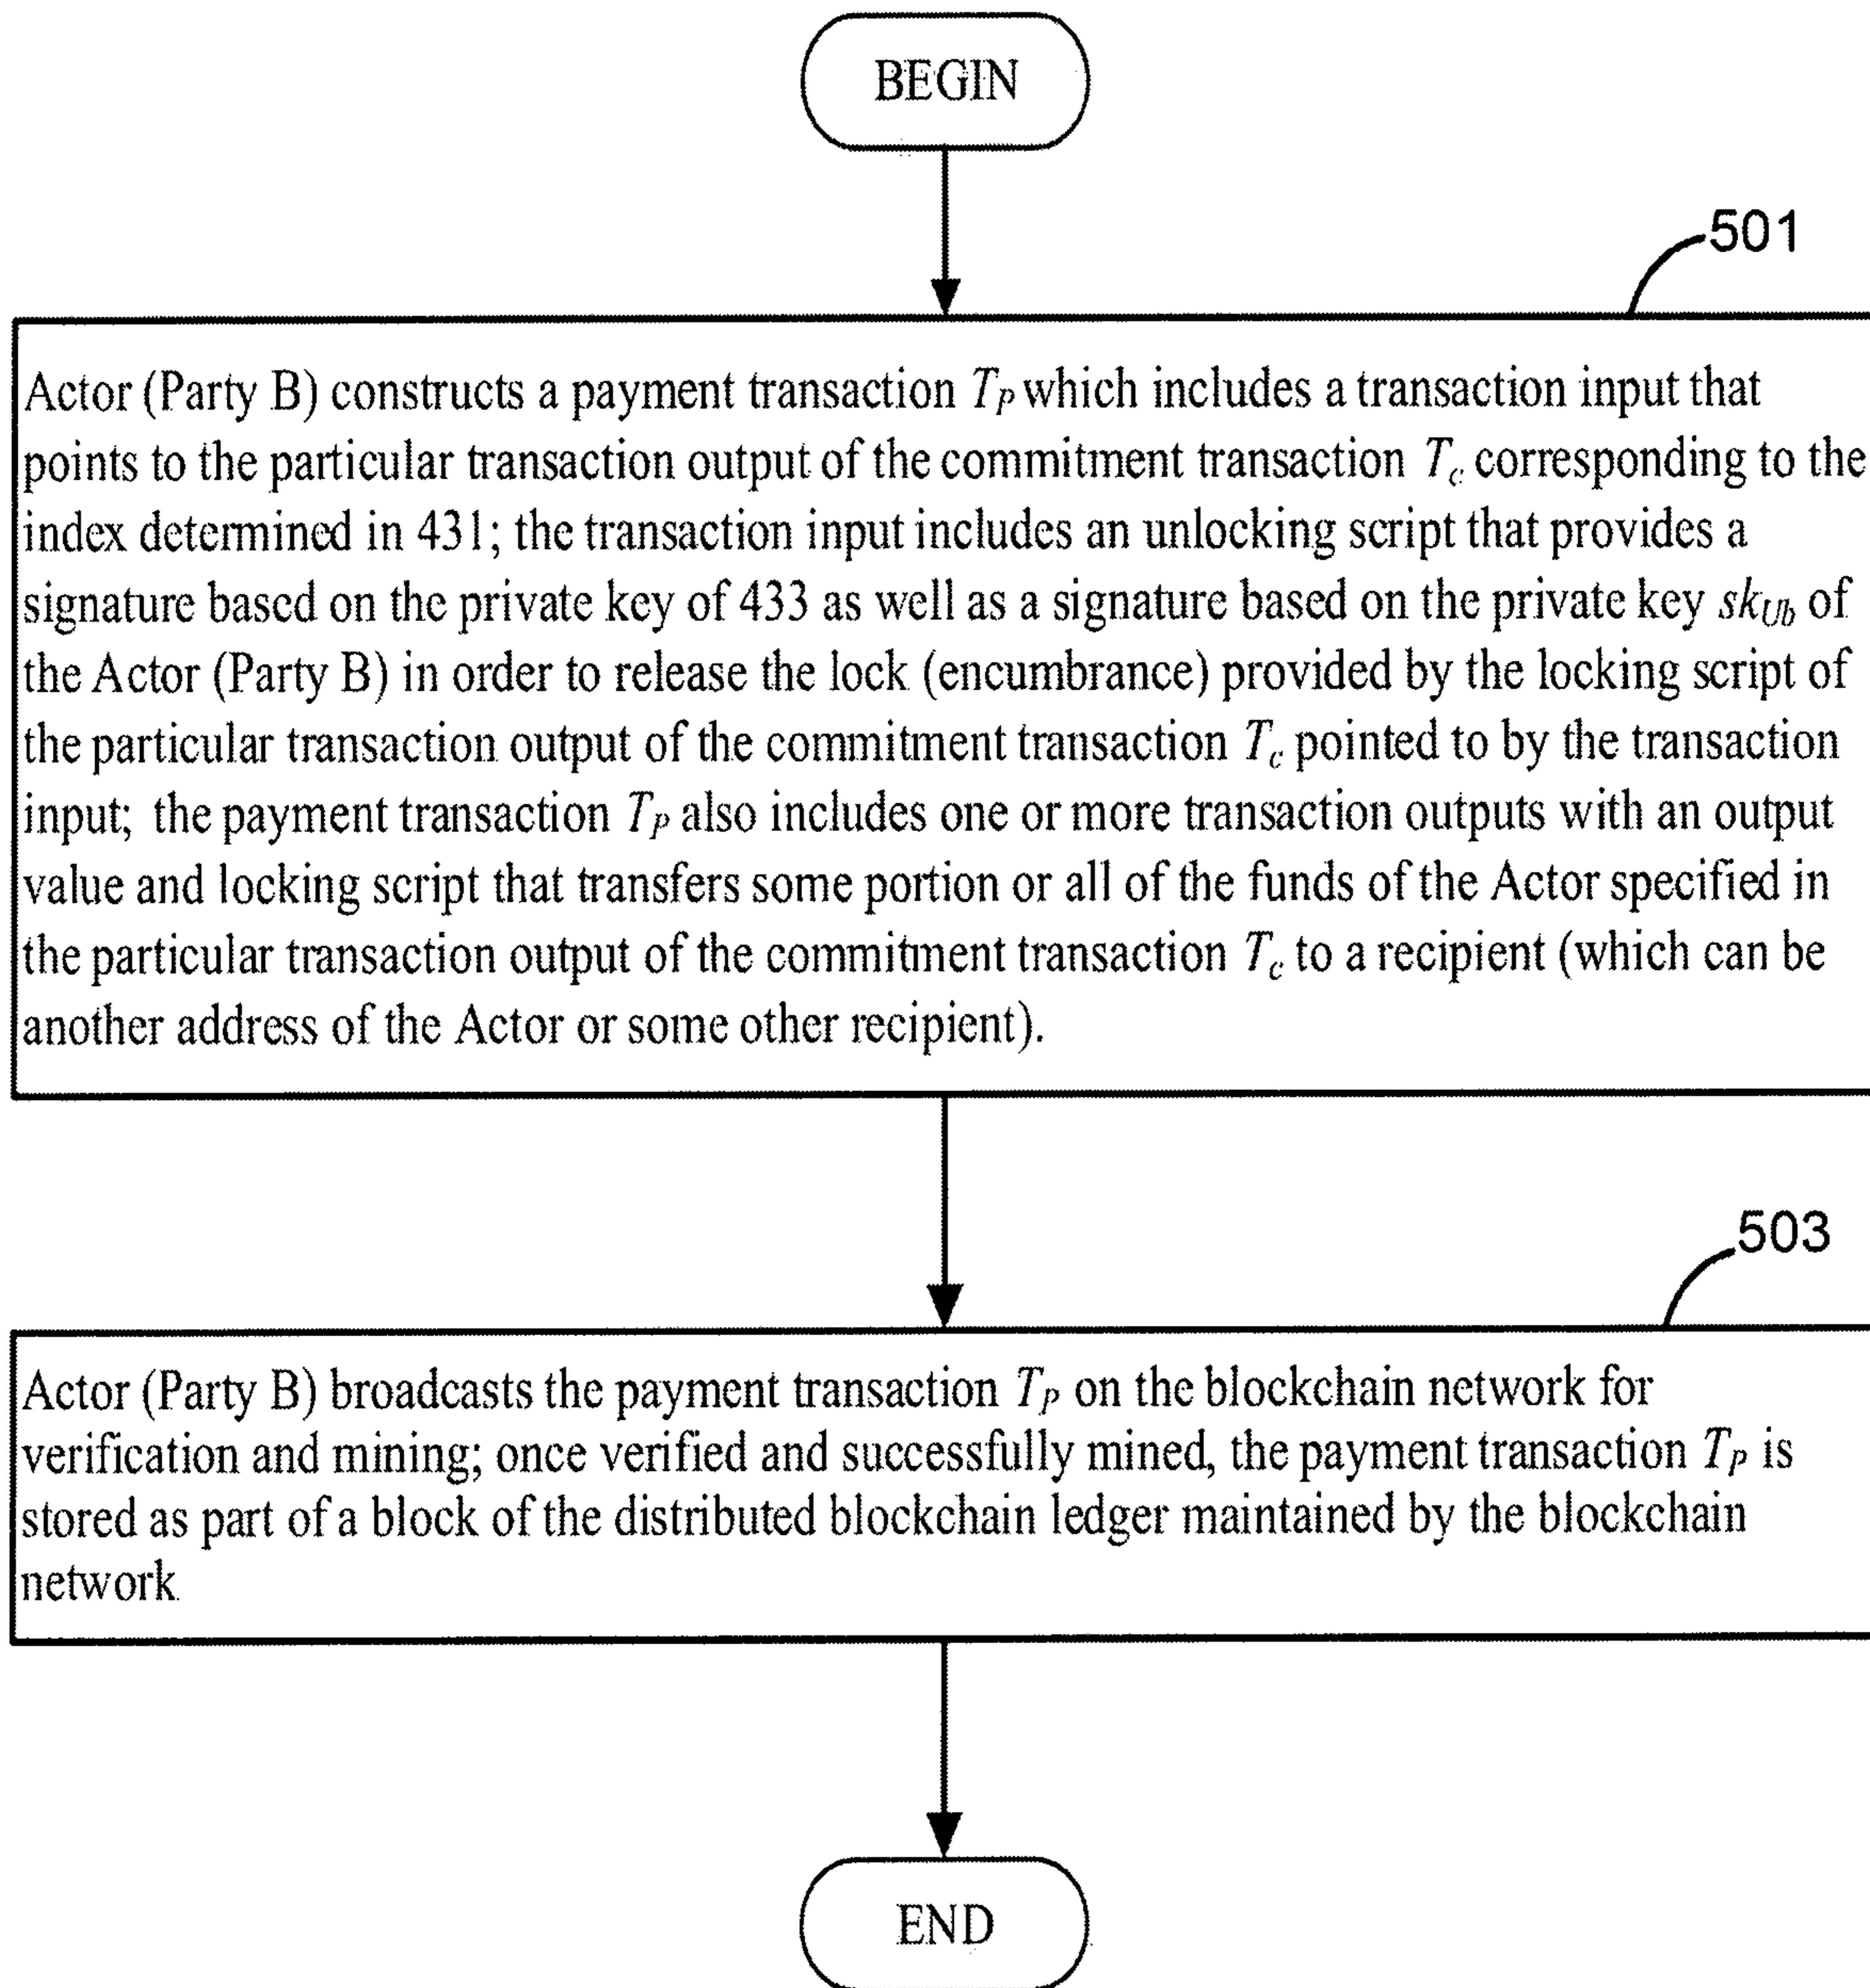 BEGIN
501
Actor (Party B) constructs a payment transaction TP which includes a transaction input that
points to the particular transaction output of the commitment transaction Tc corresponding to the
index determined in 431; the transaction input includes an unlocking script that provides a
signature based on the private key of 433 as well as a signature based on the private key skUb of
the Actor (Party B) in order to release the lock (encumbrance) provided by the locking script of
the particular transaction output of the commitment transaction Tc pointed to by the transaction
input; the payment transaction TP also includes one or more transaction outputs with an output
value and locking script that transfers some portion or all of the funds of the Actor specified in
the particular transaction output of the commitment transaction Tc to a recipient (which can be
another address of the Actor or some other recipient).
503
Actor (Party B) broadcasts the payment transaction TP on the blockchain network for
verification and mining; once verified and successfully mined, the payment transaction TP is
stored as part of a block of the distributed blockchain ledger maintained by the blockchain
network
END